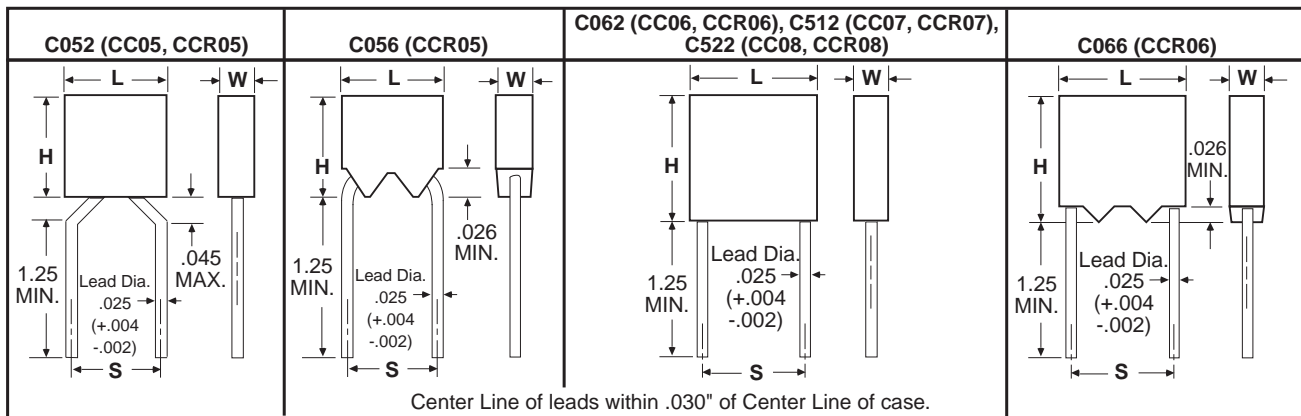 C052 (CC05, CCR05)
L
W
H
1.25
MIN.
.045
MAX.
Lead Dia.
.025
(+.004
-.002)
S
C056 (CCR05)
L
W
H
.026
MIN.
1.25
MIN.
Lead Dia.
.025
(+.004
-.002)
S
C062 (CC06, CCR06), C512 (CC07, CCR07),
C522 (CC08, CCR08)
L
W
H
1.25
MIN.
Lead Dia.
.025
(+.004
-.002)
S
C066 (CCR06)
L
W
H
.026
MIN.
1.25
MIN.
Lead Dia.
.025
(+.004
-.002)
S
Center Line of leads within .030" of Center Line of case.